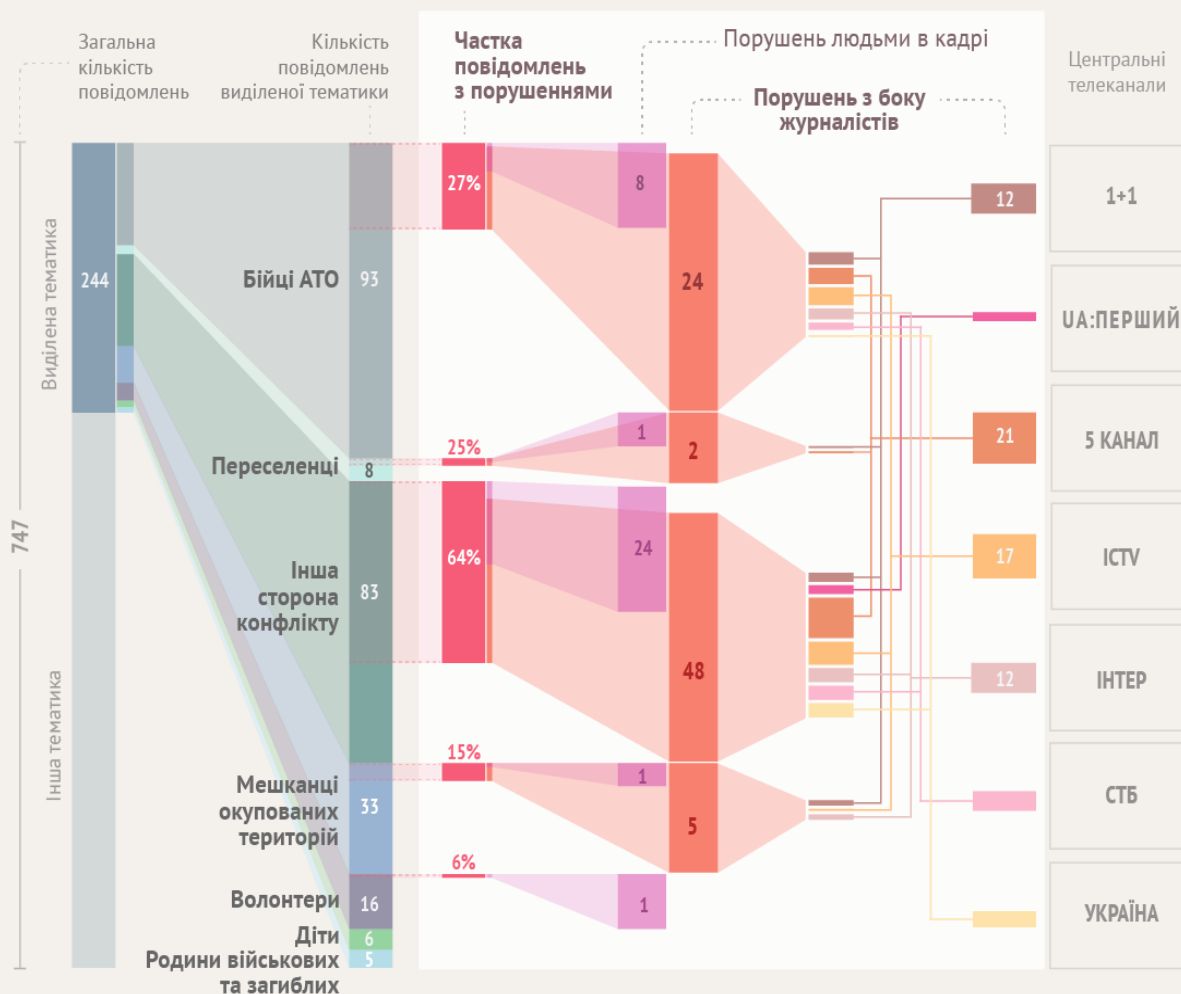 Загальна
кількість
повідомлень
Кількість
повідомлень
виділеної тематики
Частка
повідомлень
з порушеннями
Порушень людьми в кадрі
Порушень з боку
журналістів
Центральні
телеканали
747
Виділена тематика
Інша тематика
244
Бійці АТО
93
27%
8
24
12
1+1
UA:ПЕРШИЙ
Переселенці
8
25%
1
2
21
5 КАНАЛ
Інша
сторона
конфлікту
83
64%
24
48
17
ICTV
12
ІНТЕР
Мешканці
окупованих
територій
33
15%
1
5
СТБ
Волонтери
16
6%
1
УКРАЇНА
Діти
6
Родини військових
та загиблих
5